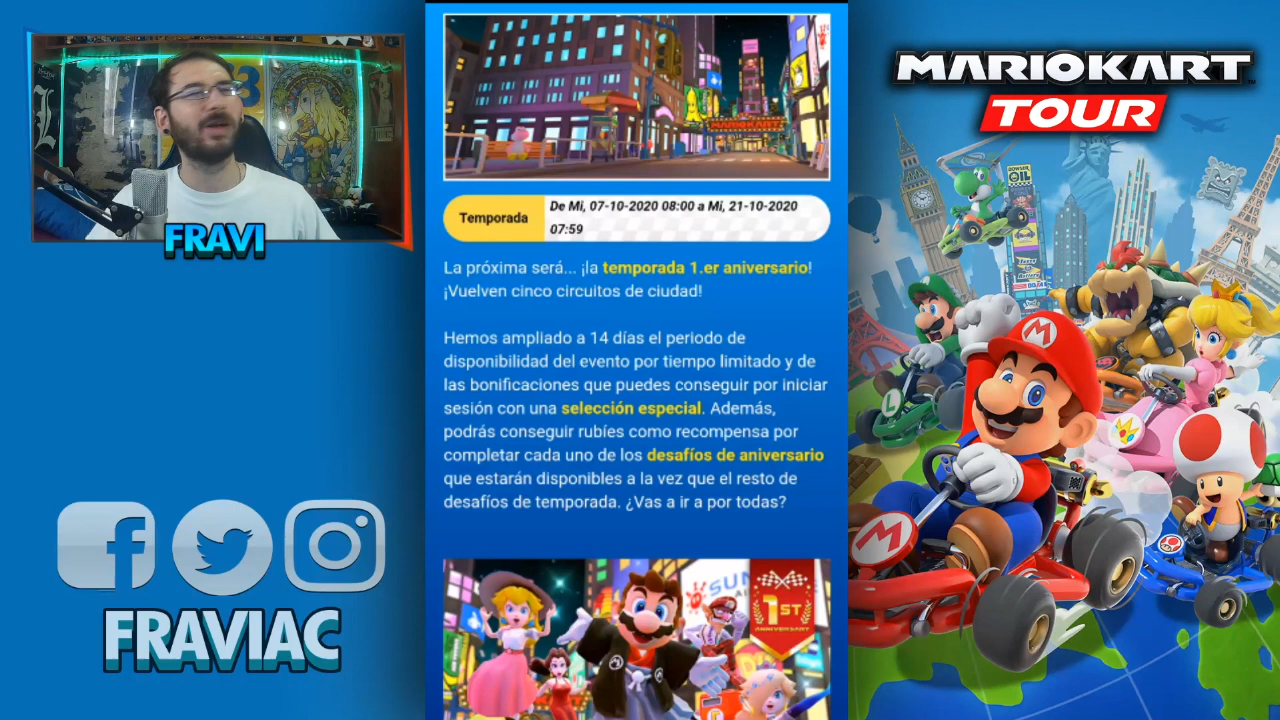 FRAVI
FRAVIAC
Temporada
De Mi, 07-10-2020 08:00 a Mi, 21-10-2020
07:59
La próxima será... ¡la temporada 1.er aniversario!
¡Vuelven cinco circuitos de ciudad!
Hemos ampliado a 14 días el periodo de
disponibilidad del evento por tiempo limitado y de
las bonificaciones que puedes conseguir por iniciar
sesión con una selección especial. Además,
podrás conseguir rubíes como recompensa por
completar cada uno de los desafíos de aniversario
que estarán disponibles a la vez que el resto de
desafíos de temporada. ¿Vas a ir a por todas?
1ST
ANNIVERSARY
MARIO KART
MARIOKART
TOUR
BOWSER
OIL
M
L